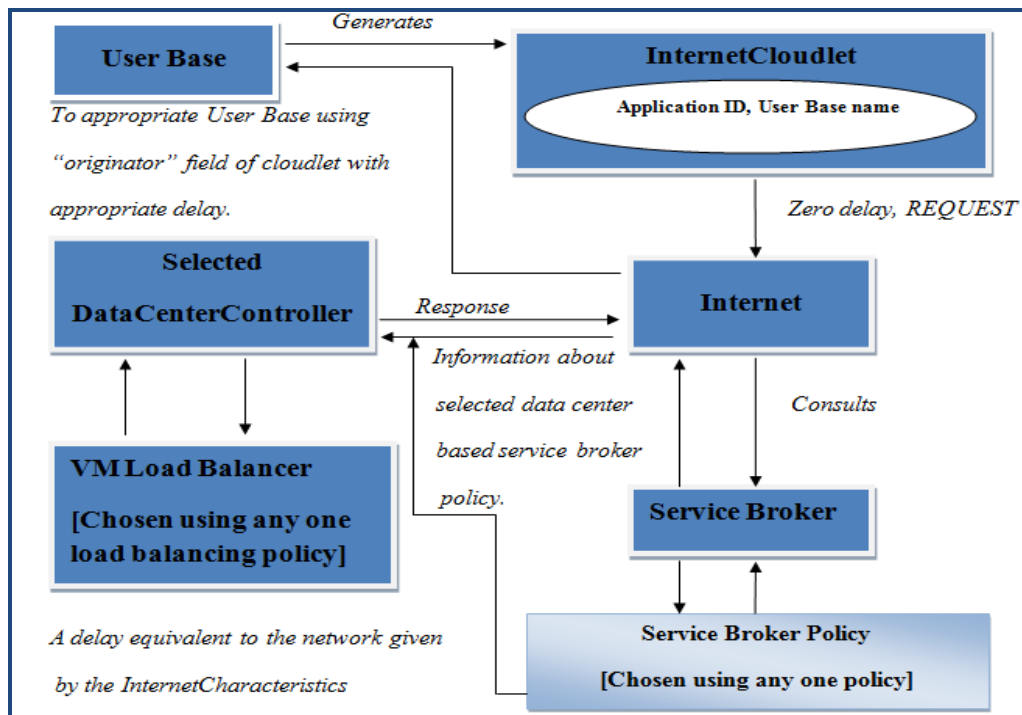 Generates
User Base
InternetCloudlet
Application ID, User Base name
To appropriate User Base using
“originator” field of cloudlet with
appropriate delay.
Zero delay, REQUEST
Selected
DataCenterController
Response
Internet
Information about
selected data center
based service broker
policy.
Consults
VM Load Balancer
[Chosen using any one
load balancing policy]
Service Broker
A delay equivalent to the network given
by the InternetCharacteristics
Service Broker Policy
[Chosen using any one policy]